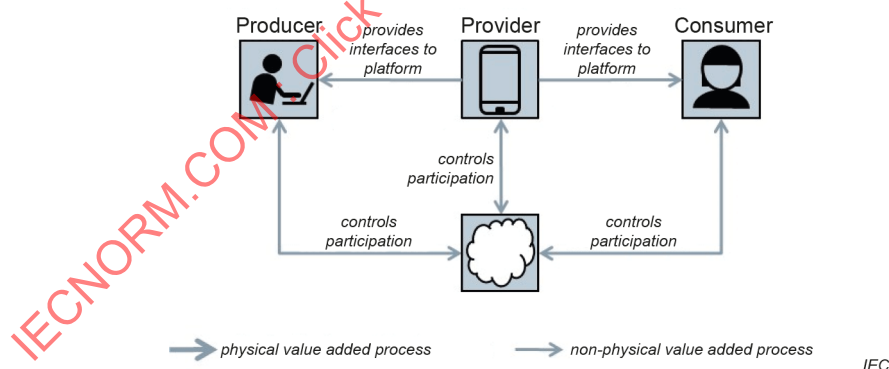 Producer
Provider
Consumer
provides
interfaces to
platform
provides
interfaces to
platform
controls
participation
controls
participation
controls
participation
physical value added process
non-physical value added process
IEC
IECNORM.COM : Click